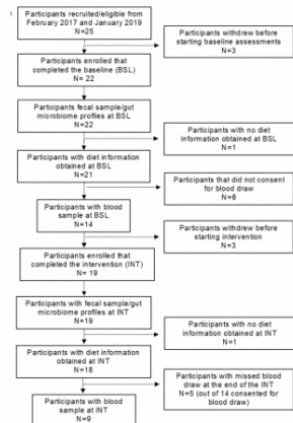 Participants recruited/eligible from
February 2017 and January 2019
N=25
Participants withdrew before
starting baseline assessments
N=3
Participants enrolled that
completed the baseline (BSL)
N= 22
Participants fecal sample/gut
microbiome profiles at BSL
N=22
Participants with no diet
information obtained at BSL
N=1
Participants with diet information
obtained at BSL
N=21
Participants that did not consent
for blood draw
N=8
Participants with blood
sample at BSL
N=14
Participants withdrew before
starting intervention
N=3
Participants enrolled that
completed the intervention (INT)
N= 19
Participants with fecal sample/gut
microbiome profiles at INT
N=19
Participants with no diet
information obtained at INT
N=1
Participants with diet information
obtained at INT
N=18
Participants with missed blood
draw at the end of the INT
N=5 (out of 14 consented for
blood draw)
Participants with blood
sample at INT
N=9